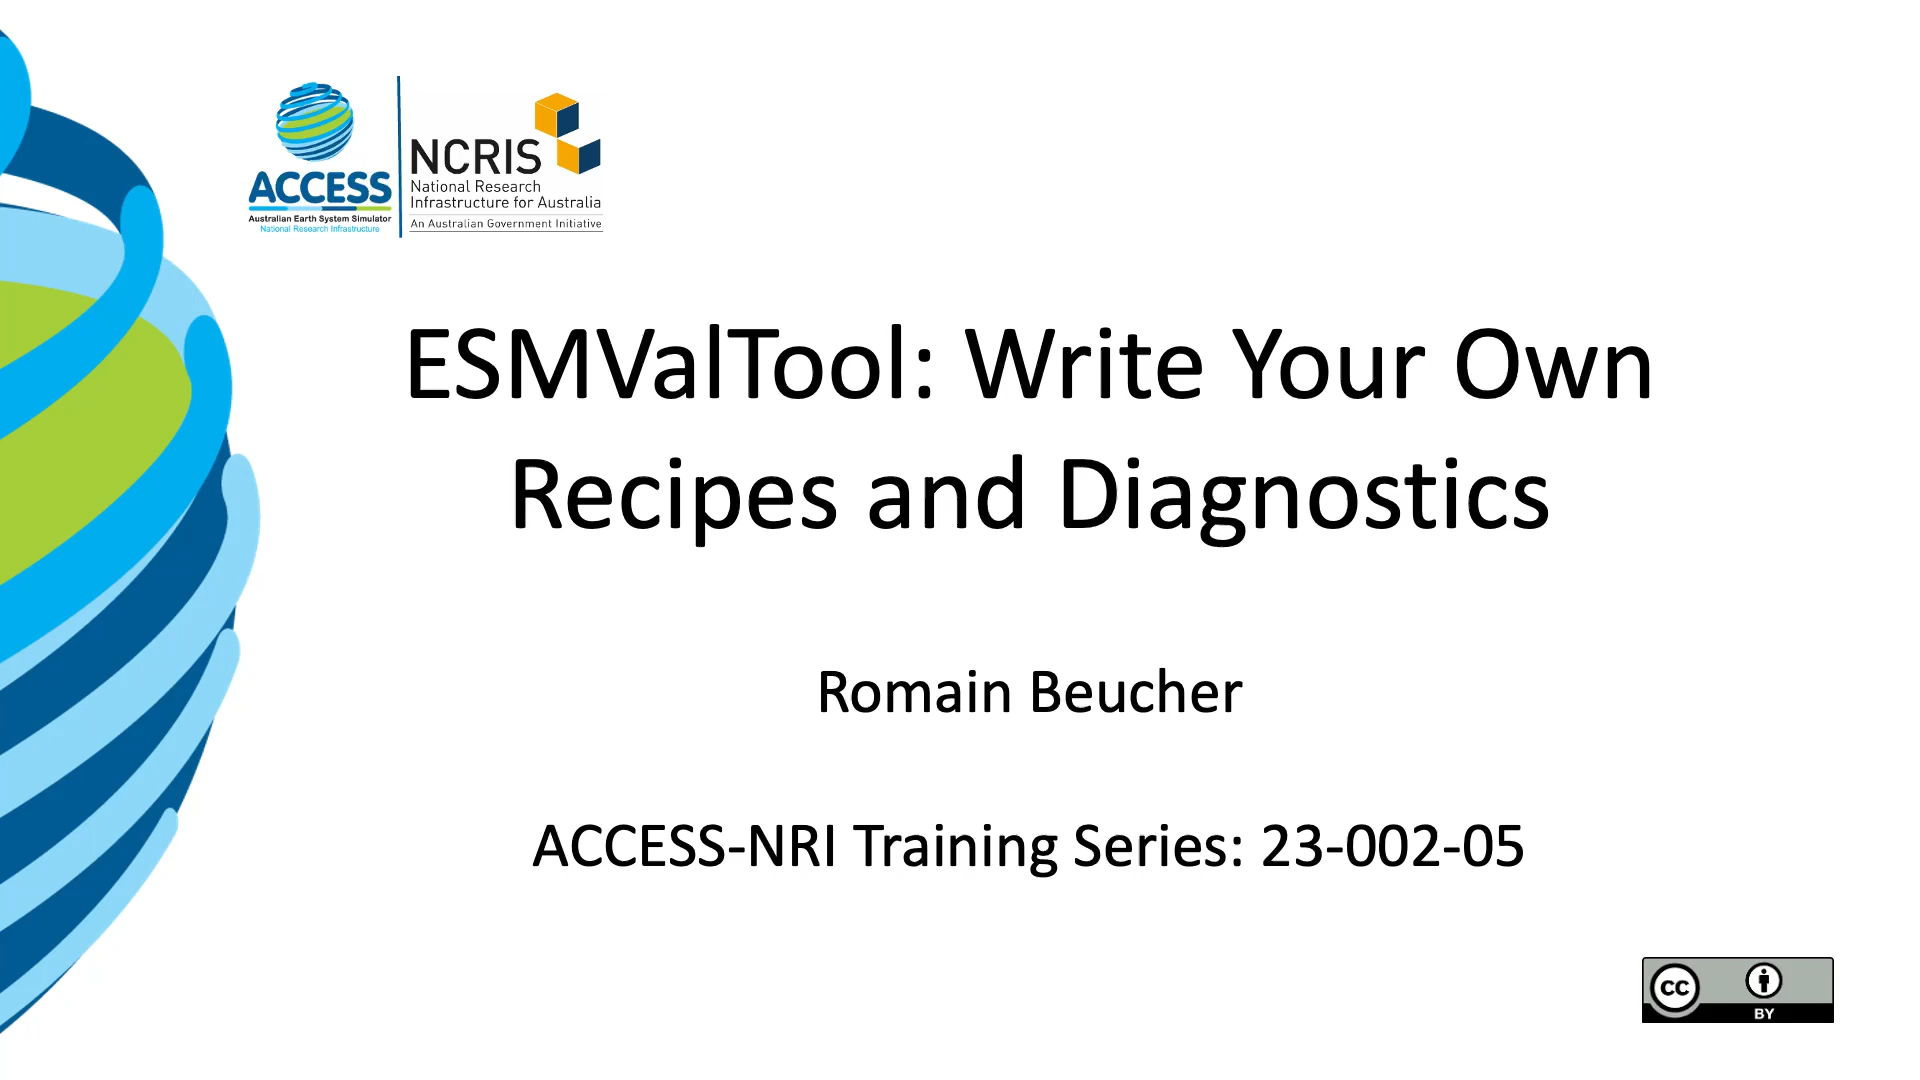 ACCESS
Australian Earth System Simulator
National Research Infrastructure
NCRIS
National Research
Infrastructure for Australia
An Australian Government Initiative
ESMValTool: Write Your Own
Recipes and Diagnostics
Romain Beucher
ACCESS-NRI Training Series: 23-002-05
cc
BY